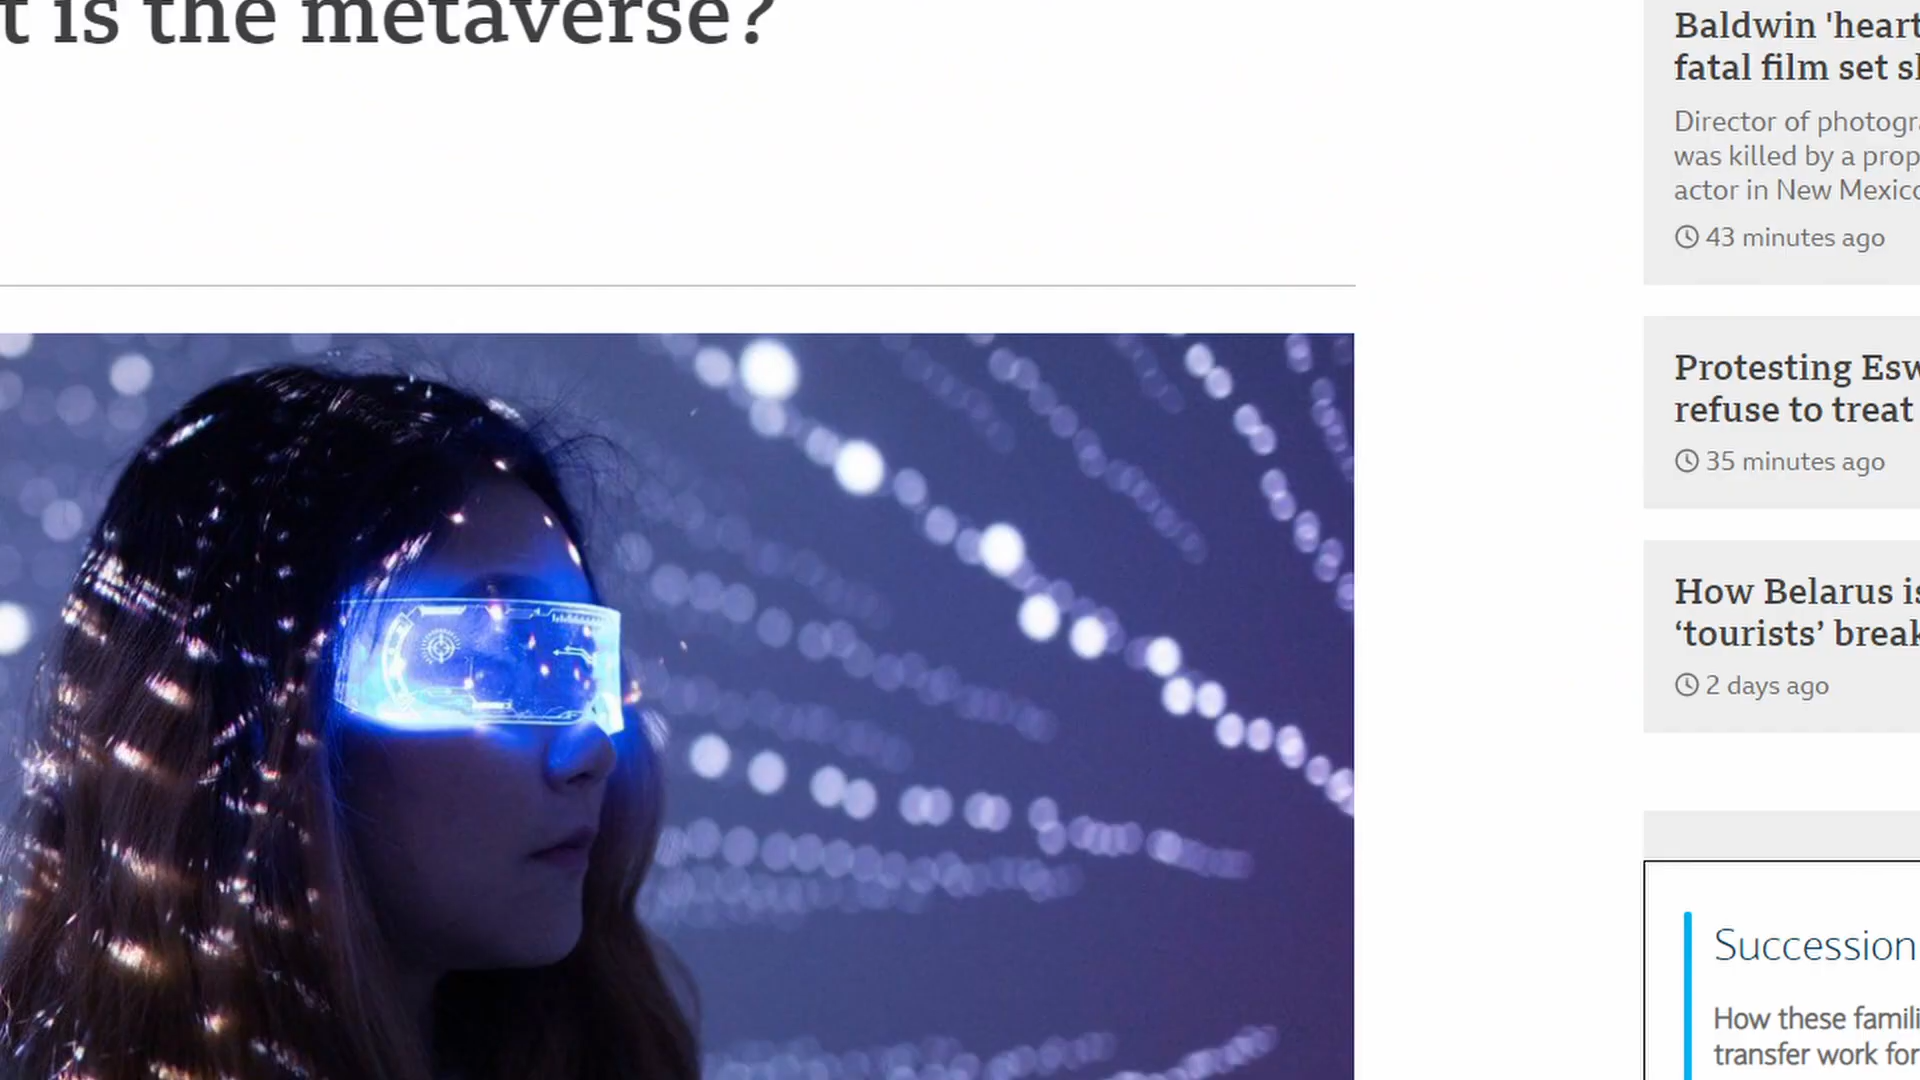 t is the metaverse?
Baldwin 'heart
fatal film set sl
Director of photogra
was killed by a prop
actor in New Mexico
43 minutes ago
Protesting Esw
refuse to treat
35 minutes ago
How Belarus is
‘tourists’ break
2 days ago
Succession
How these famili
transfer work for